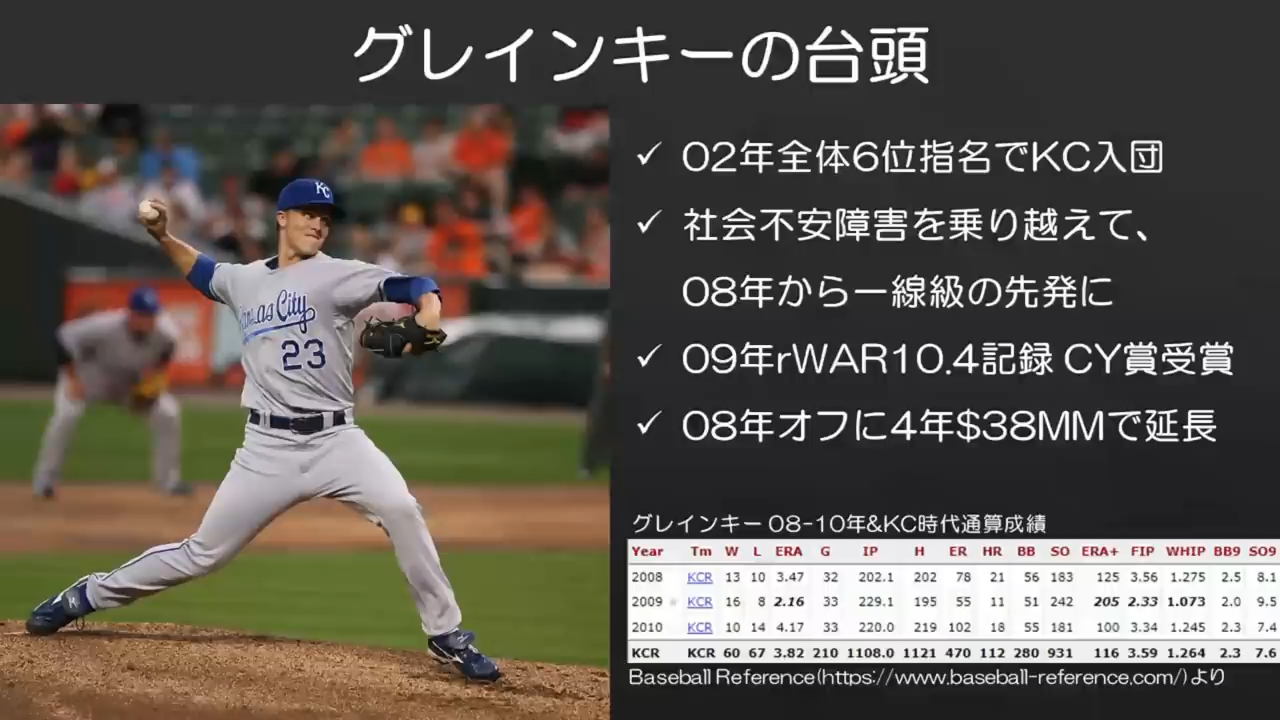 グレインキーの台頭
✓ 02年全体6位指名でKC入団
✓ 社会不安障害を乗り越えて、
08年から一線級の先発に
✓ 09年rWAR10.4記録 CY賞受賞
✓ 08年オフに4年$38MMで延長
KC
Kansas City
23
グレインキー 08-10年&KC時代通算成績
Year Tm W L ERA G IP H ER HR BB SO ERA+ FIP WHIP BB9 SO9
2008 KCR 13 10 3.47 32 202.1 202 78 21 56 183 125 3.56 1.275 2.5 8.1
2009 KCR 16 8 2.16 33 229.1 195 55 11 51 242 205 2.33 1.073 2.0 9.5
2010 KCR 10 14 4.17 33 220.0 219 102 18 55 181 100 3.34 1.245 2.3 7.4
KCR KCR 60 67 3.82 210 1108.0 1121 470 112 280 931 116 3.59 1.264 2.3 7.6
Baseball Reference(https://www.baseball-reference.com/)より